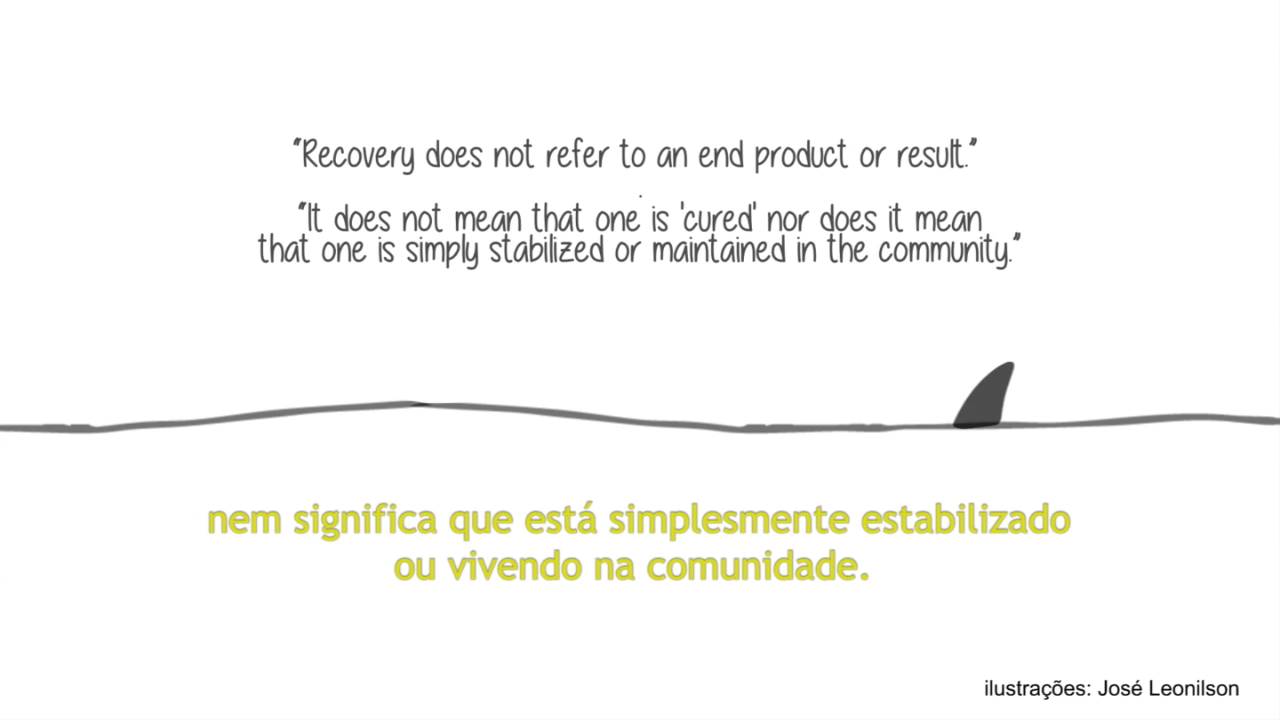 "Recovery does not refer to an end product or result."
"It does not mean that one is 'cured' nor does it mean
that one is simply stabilized or maintained in the community."
nem significa que está simplesmente estabilizado
ou vivendo na comunidade.
ilustrações: José Leonilson